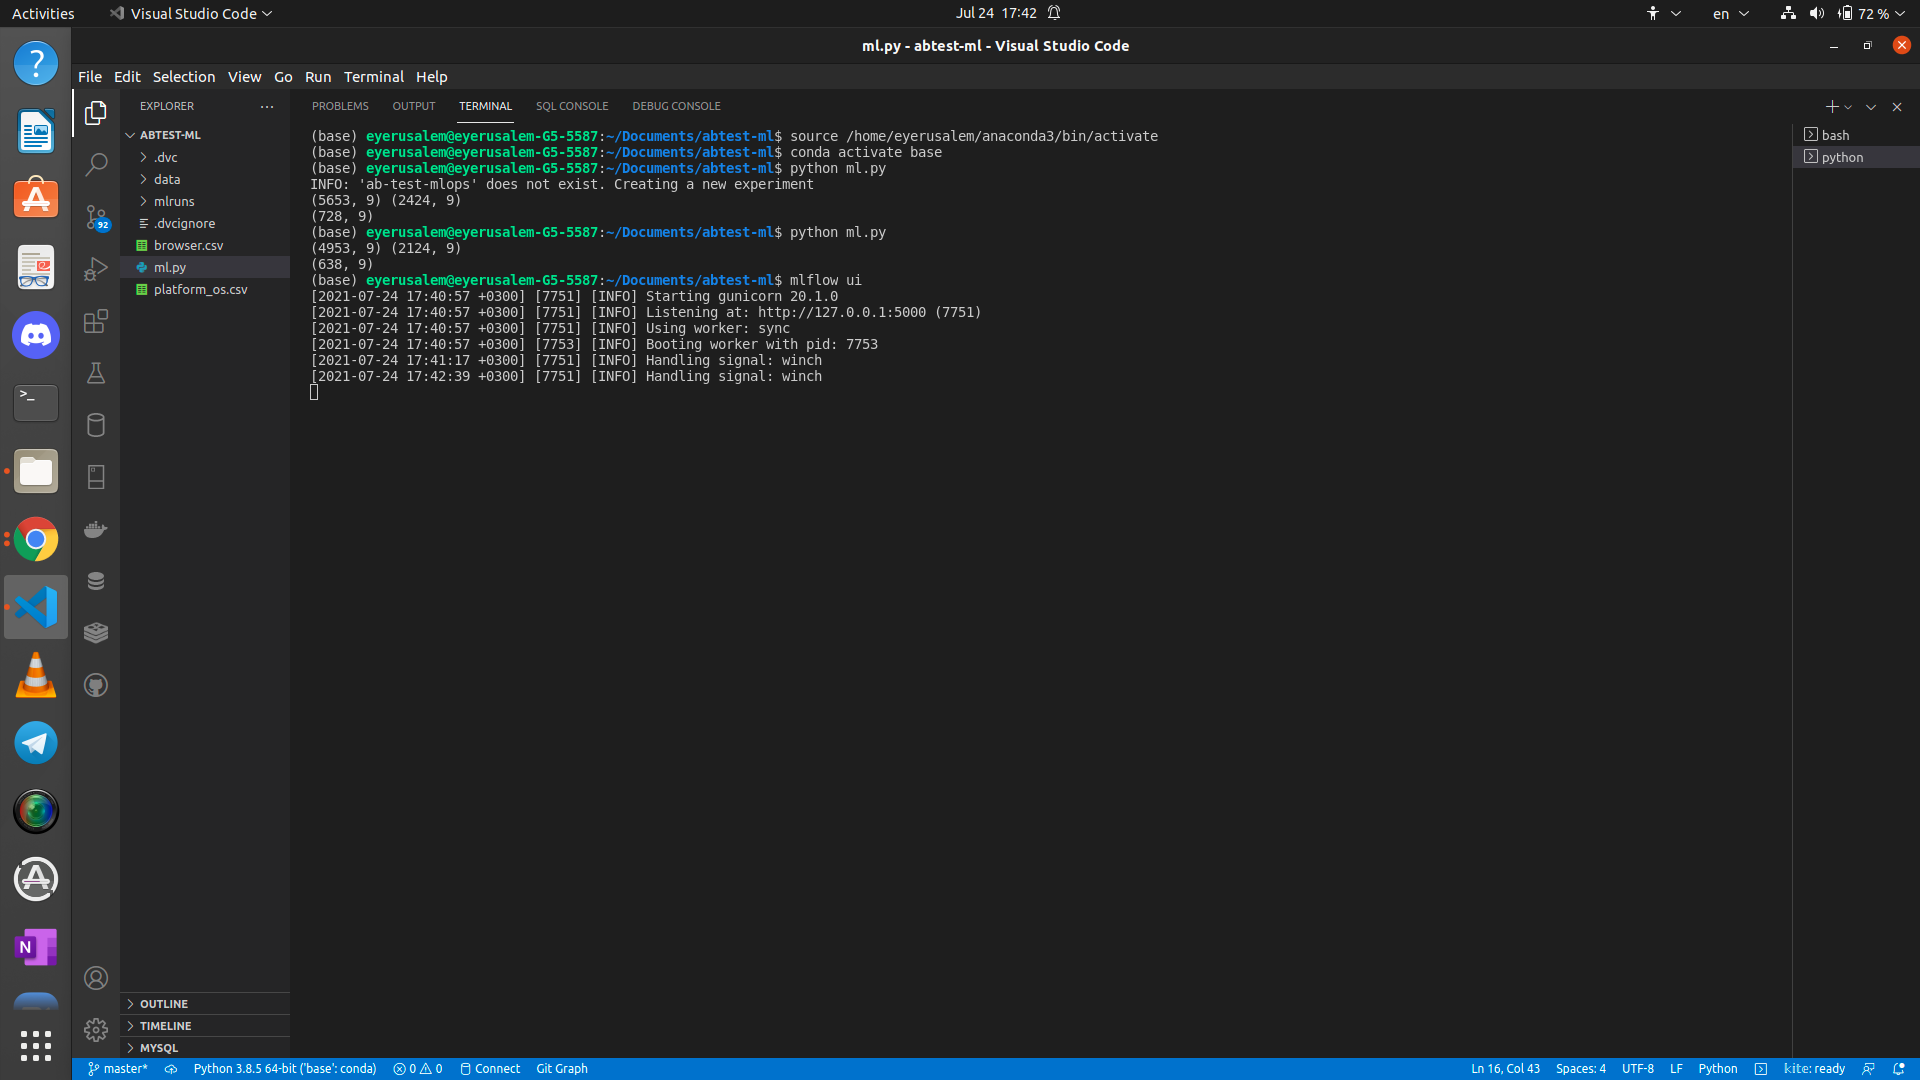 Activities Visual Studio Code Jul 24 17:42 en 72 %
ml.py - abtest-ml - Visual Studio Code
File Edit Selection View Go Run Terminal Help
EXPLORER ··· PROBLEMS OUTPUT TERMINAL SQL CONSOLE DEBUG CONSOLE
ABTEST-ML
.dvc
data
mlruns
.dvcignore
browser.csv
ml.py
platform_os.csv
92
(base) eyerusalem@eyerusalem-G5-5587:~/Documents/abtest-ml$ source /home/eyerusalem/anaconda3/bin/activate
(base) eyerusalem@eyerusalem-G5-5587:~/Documents/abtest-ml$ conda activate base
(base) eyerusalem@eyerusalem-G5-5587:~/Documents/abtest-ml$ python ml.py
INFO: 'ab-test-mlops' does not exist. Creating a new experiment
(5653, 9) (2424, 9)
(728, 9)
(base) eyerusalem@eyerusalem-G5-5587:~/Documents/abtest-ml$ python ml.py
(4953, 9) (2124, 9)
(638, 9)
(base) eyerusalem@eyerusalem-G5-5587:~/Documents/abtest-ml$ mlflow ui
[2021-07-24 17:40:57 +0300] [7751] [INFO] Starting gunicorn 20.1.0
[2021-07-24 17:40:57 +0300] [7751] [INFO] Listening at: http://127.0.0.1:5000 (7751)
[2021-07-24 17:40:57 +0300] [7751] [INFO] Using worker: sync
[2021-07-24 17:40:57 +0300] [7753] [INFO] Booting worker with pid: 7753
[2021-07-24 17:41:17 +0300] [7751] [INFO] Handling signal: winch
[2021-07-24 17:42:39 +0300] [7751] [INFO] Handling signal: winch
bash
python
OUTLINE
TIMELINE
MYSQL
master* Python 3.8.5 64-bit ('base': conda) 0 0 Connect Git Graph Ln 16, Col 43 Spaces: 4 UTF-8 LF Python kite: ready